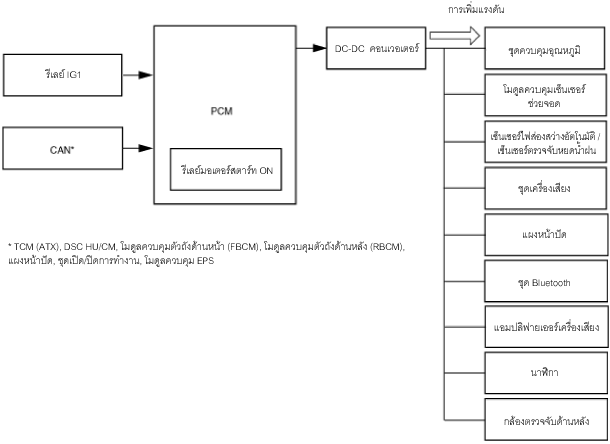 การเพิ่มแรงดัน
DC-DC คอนเวอเตอร์
ชุดควบคุมอุณหภูมิ
รีเลย์ IG1
PCM
โมดูลควบคุมเซ็นเซอร์
ช่วยจอด
CAN*
เซ็นเซอร์ไฟส่องสว่างอัตโนมัติ /
เซ็นเซอร์ตรวจจับหยดน้ำฝน
รีเลย์มอเตอร์สตาร์ท ON
ชุดเครื่องเสียง
แผงหน้าปัด
* TCM (ATX), DSC HU/CM, โมดูลควบคุมตัวถังด้านหน้า (FBCM), โมดูลควบคุมตัวถังด้านหลัง (RBCM),
แผงหน้าปัด, ชุดเปิด/ปิดการทำงาน, โมดูลควบคุม EPS
ชุด Bluetooth
แอมปลิฟายเออร์เครื่องเสียง
นาฬิกา
กล้องตรวจจับด้านหลัง